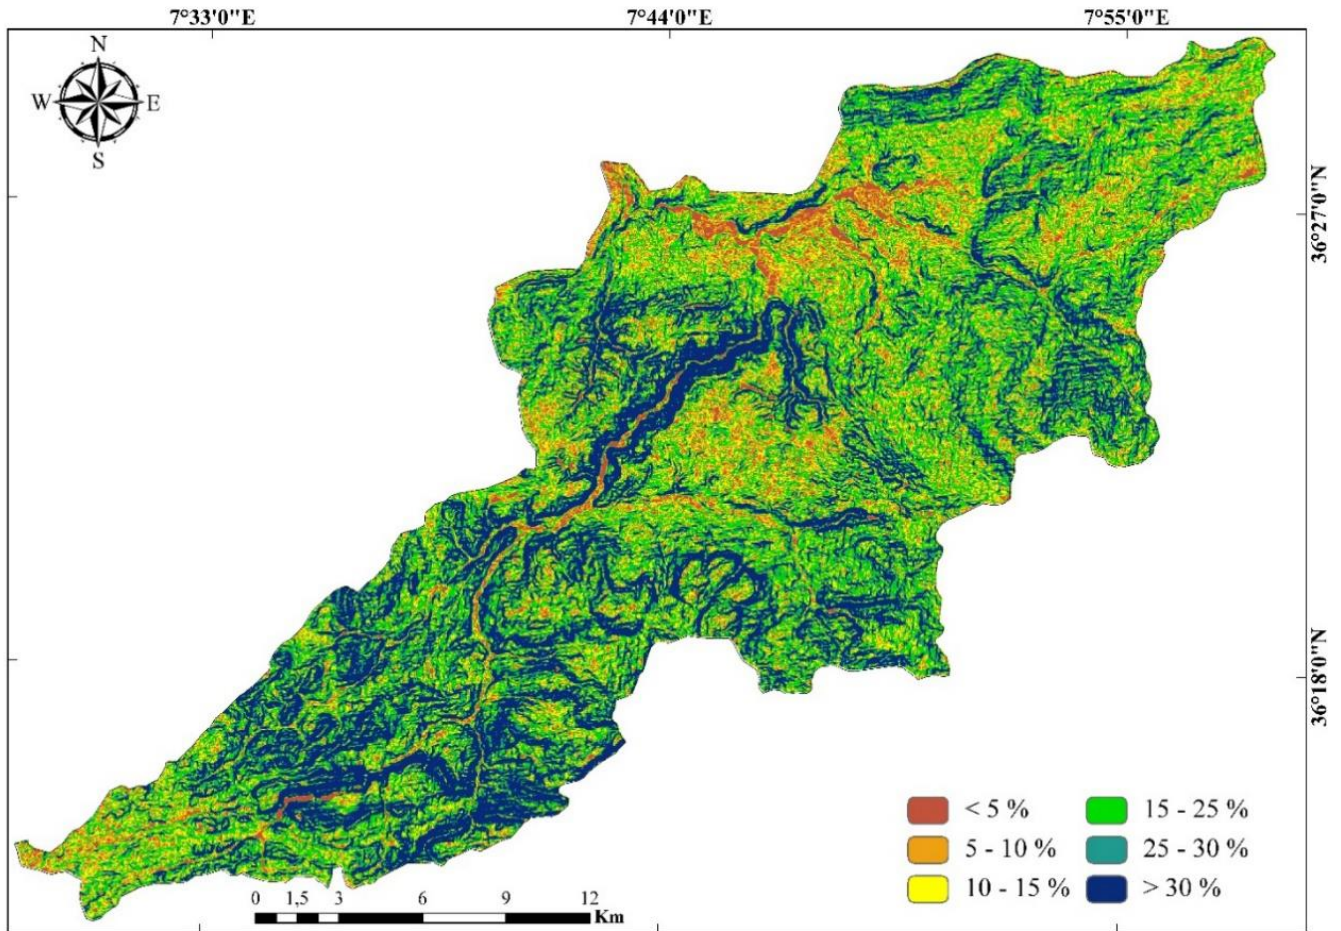 7°33'0"E 7°44'0"E 7°55'0"E
N
W E
S
36°27'0"N
36°18'0"N
< 5 % 15 - 25 %
5 - 10 % 25 - 30 %
10 - 15 % > 30 %
0 1,5 3 6 9 12
Km